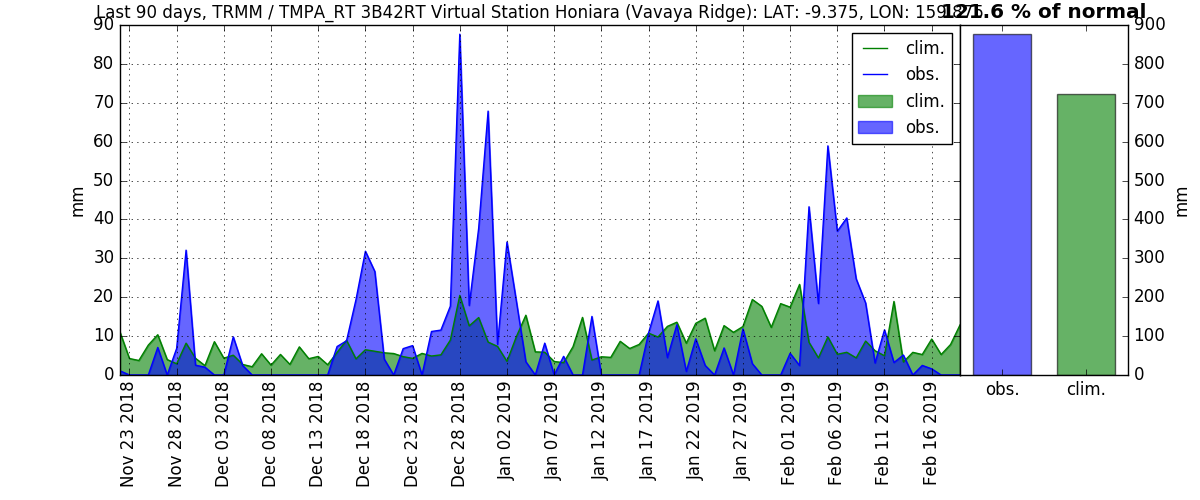 Last 90 days, TRMM / TMPA_RT 3B42RT Virtual Station Honiara (Vavaya Ridge): LAT: -9.375, LON:
121.6 % of normal
90
80
70
60
50
40
30
20
10
0
mm
clim.
obs.
clim.
obs.
900
800
700
600
500
400
300
200
100
0
mm
Nov 23 2018
Nov 28 2018
Dec 03 2018
Dec 08 2018
Dec 13 2018
Dec 18 2018
Dec 23 2018
Dec 28 2018
Jan 02 2019
Jan 07 2019
Jan 12 2019
Jan 17 2019
Jan 22 2019
Jan 27 2019
Feb 01 2019
Feb 06 2019
Feb 11 2019
Feb 16 2019
obs.
clim.